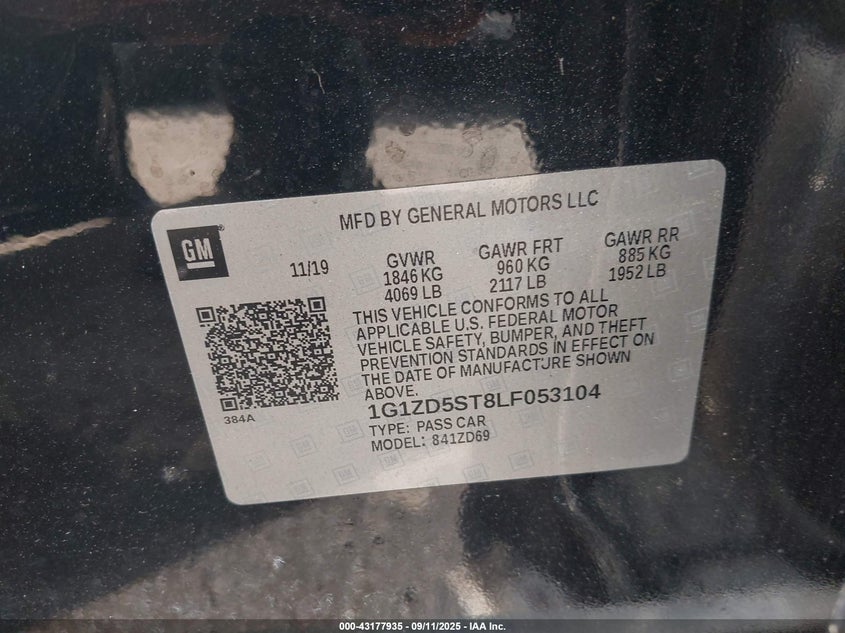 MFD BY GENERAL MOTORS LLC
GM®
11/19
GVWR
1846 KG
4069 LB
GAWR FRT
960 KG
2117 LB
GAWR RR
885 KG
1952 LB
THIS VEHICLE CONFORMS TO ALL
APPLICABLE U.S. FEDERAL MOTOR
VEHICLE SAFETY, BUMPER, AND THEFT
PREVENTION STANDARDS IN EFFECT ON
THE DATE OF MANUFACTURE SHOWN
ABOVE.
384A
1G1ZD5ST8LF053104
TYPE: PASS CAR
MODEL: 841ZD69
000-43177935 - 09/11/2025 - IAA Inc.